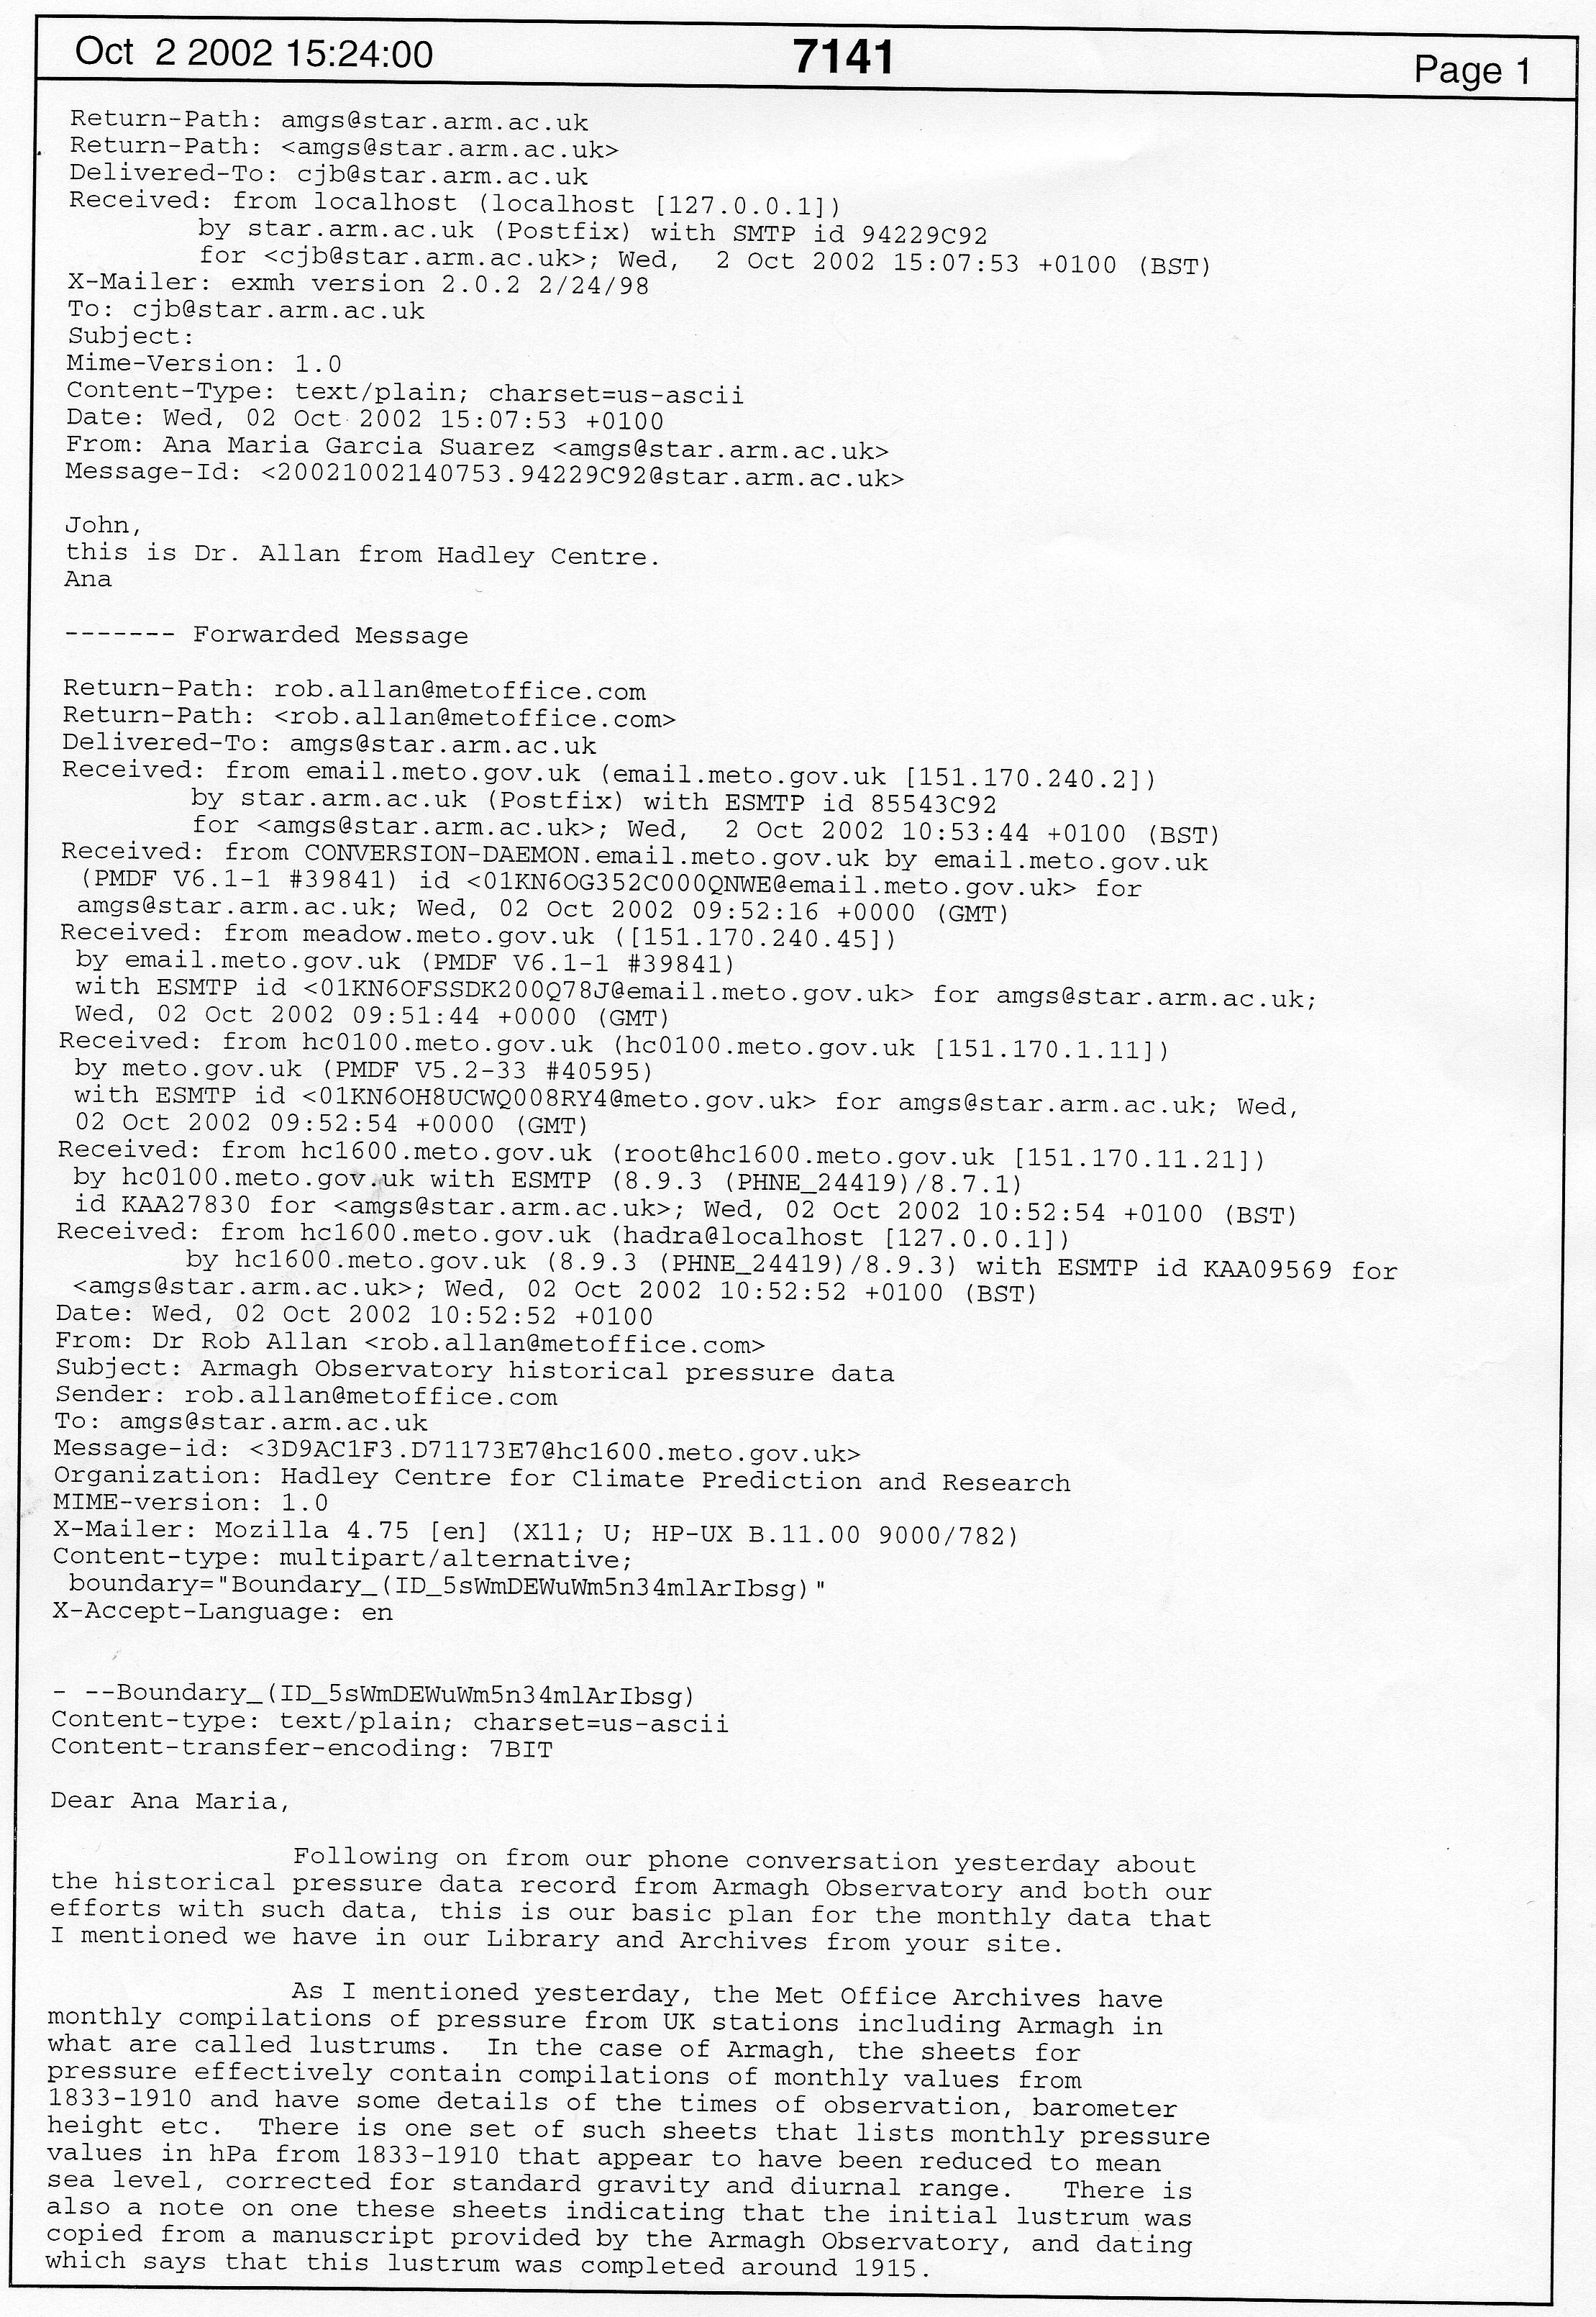 Oct 2 2002 15:24:00 7141 Page 1
Return-Path: amgs@star.arm.ac.uk
Return-Path: <amgs@star.arm.ac.uk>
Delivered-To: cjb@star.arm.ac.uk
Received: from localhost (localhost [127.0.0.1])
by star.arm.ac.uk (Postfix) with SMTP id 94229C92
for <cjb@star.arm.ac.uk>; Wed,  2 Oct 2002 15:07:53 +0100 (BST)
X-Mailer: exmh version 2.0.2 2/24/98
To: cjb@star.arm.ac.uk
Subject:
Mime-Version: 1.0
Content-Type: text/plain; charset=us-ascii
Date: Wed, 02 Oct 2002 15:07:53 +0100
From: Ana Maria Garcia Suarez <amgs@star.arm.ac.uk>
Message-Id: <20021002140753.94229C92@star.arm.ac.uk>
John,
this is Dr. Allan from Hadley Centre.
Ana
------- Forwarded Message
Return-Path: rob.allan@metoffice.com
Return-Path: <rob.allan@metoffice.com>
Delivered-To: amgs@star.arm.ac.uk
Received: from email.meto.gov.uk (email.meto.gov.uk [151.170.240.2])
by star.arm.ac.uk (Postfix) with ESMTP id 85543C92
for <amgs@star.arm.ac.uk>; Wed,  2 Oct 2002 10:53:44 +0100 (BST)
Received: from CONVERSION-DAEMON.email.meto.gov.uk by email.meto.gov.uk
(PMDF V6.1-1 #39841) id <01KN6OG352C000QNWE@email.meto.gov.uk> for
amgs@star.arm.ac.uk; Wed, 02 Oct 2002 09:52:16 +0000 (GMT)
Received: from meadow.meto.gov.uk ([151.170.240.45])
by email.meto.gov.uk (PMDF V6.1-1 #39841)
with ESMTP id <01KN6OFSSDK200Q78J@email.meto.gov.uk> for amgs@star.arm.ac.uk;
Wed, 02 Oct 2002 09:51:44 +0000 (GMT)
Received: from hc0100.meto.gov.uk (hc0100.meto.gov.uk [151.170.1.11])
by meto.gov.uk (PMDF V5.2-33 #40595)
with ESMTP id <01KN6OH8UCWQ008RY4@meto.gov.uk> for amgs@star.arm.ac.uk; Wed,
02 Oct 2002 09:52:54 +0000 (GMT)
Received: from hc1600.meto.gov.uk (root@hc1600.meto.gov.uk [151.170.11.21])
by hc0100.meto.gov.uk with ESMTP (8.9.3 (PHNE_24419)/8.7.1)
id KAA27830 for <amgs@star.arm.ac.uk>; Wed, 02 Oct 2002 10:52:54 +0100 (BST)
Received: from hc1600.meto.gov.uk (hadra@localhost [127.0.0.1])
by hc1600.meto.gov.uk (8.9.3 (PHNE_24419)/8.9.3) with ESMTP id KAA09569 for
<amgs@star.arm.ac.uk>; Wed, 02 Oct 2002 10:52:52 +0100 (BST)
Date: Wed, 02 Oct 2002 10:52:52 +0100
From: Dr Rob Allan <rob.allan@metoffice.com>
Subject: Armagh Observatory historical pressure data
Sender: rob.allan@metoffice.com
To: amgs@star.arm.ac.uk
Message-id: <3D9AC1F3.D71173E7@hc1600.meto.gov.uk>
Organization: Hadley Centre for Climate Prediction and Research
MIME-version: 1.0
X-Mailer: Mozilla 4.75 [en] (X11; U; HP-UX B.11.00 9000/782)
Content-type: multipart/alternative;
boundary="Boundary_(ID_5sWmDEWuWm5n34mlArIbsg)"
X-Accept-Language: en
- --Boundary_(ID_5sWmDEWuWm5n34mlArIbsg)
Content-type: text/plain; charset=us-ascii
Content-transfer-encoding: 7BIT
Dear Ana Maria,
Following on from our phone conversation yesterday about
the historical pressure data record from Armagh Observatory and both our
efforts with such data, this is our basic plan for the monthly data that
I mentioned we have in our Library and Archives from your site.
As I mentioned yesterday, the Met Office Archives have
monthly compilations of pressure from UK stations including Armagh in
what are called lustrums.  In the case of Armagh, the sheets for
pressure effectively contain compilations of monthly values from
1833-1910 and have some details of the times of observation, barometer
height etc.  There is one set of such sheets that lists monthly pressure
values in hPa from 1833-1910 that appear to have been reduced to mean
sea level, corrected for standard gravity and diurnal range.   There is
also a note on one these sheets indicating that the initial lustrum was
copied from a manuscript provided by the Armagh Observatory, and dating
which says that this lustrum was completed around 1915.